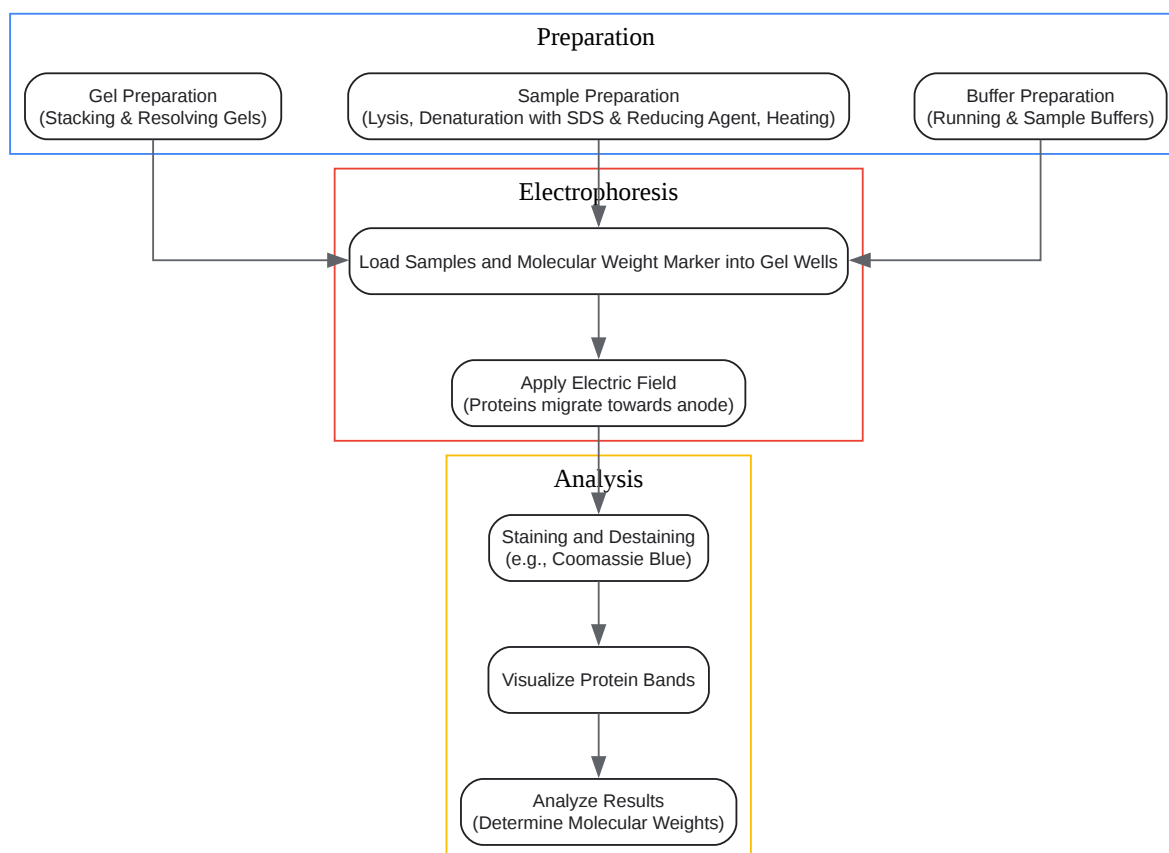 Preparation
Gel Preparation
(Stacking & Resolving Gels)
Sample Preparation
(Lysis, Denaturation with SDS & Reducing Agent, Heating)
Buffer Preparation
(Running & Sample Buffers)
Electrophoresis
Load Samples and Molecular Weight Marker into Gel Wells
Apply Electric Field
(Proteins migrate towards anode)
Analysis
Staining and Destaining
(e.g., Coomassie Blue)
Visualize Protein Bands
Analyze Results
(Determine Molecular Weights)